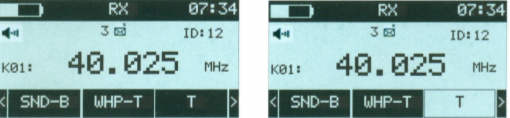 RX 07:34
3 ID:12
K01: 40.025 MHz
< SND-B WHP-T T >
RX 07:34
3 ID:12
K01: 40.025 MHz
< SND-B WHP-T T >